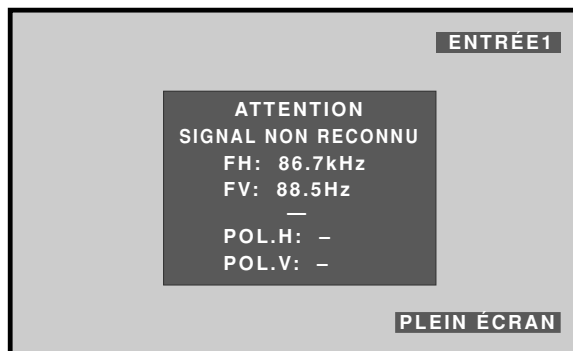 ENTRÉE1
ATTENTION
SIGNAL NON RECONNU
FH: 86.7kHz
FV: 88.5Hz
—
POL.H: –
POL.V: –
PLEIN ÉCRAN